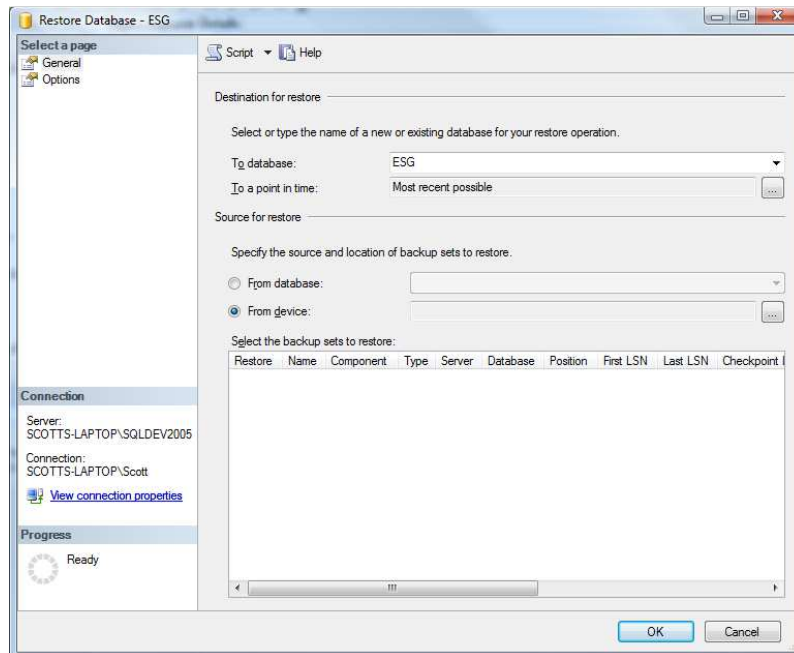 Restore Database - ESG
Select a page
General
Options
Script Help
Destination for restore
Select or type the name of a new or existing database for your restore operation.
To database: ESG
To a point in time: Most recent possible ...
Source for restore
Specify the source and location of backup sets to restore.
From database:
From device: ...
Select the backup sets to restore:
Restore Name Component Type Server Database Position First LSN Last LSN Checkpoint
Connection
Server:
SCOTTS-LAPTOP\SQLDEV2005
Connection:
SCOTTS-LAPTOP\Scott
View connection properties
Progress
Ready
OK Cancel